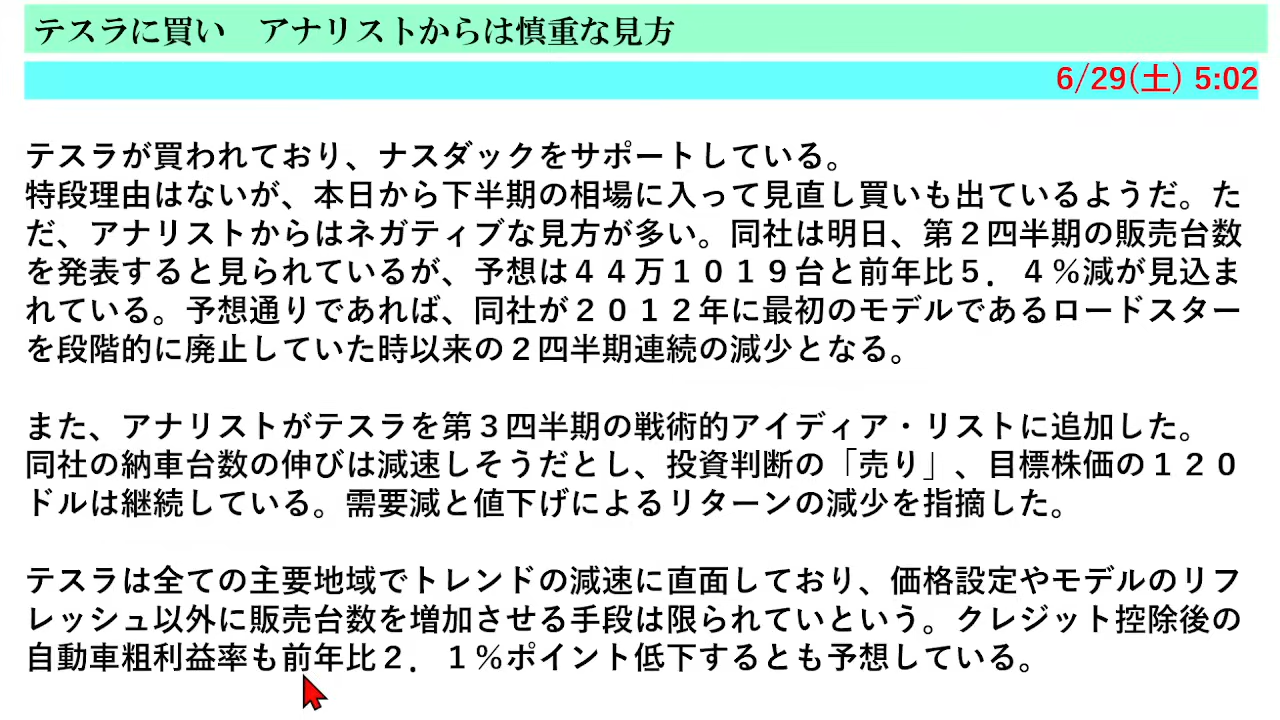 テスラに買い　アナリストからは慎重な見方
6/29(土) 5:02
テスラが買われており、ナスダックをサポートしている。
特段理由はないが、本日から下半期の相場に入って見直し買いも出ているようだ。た
だ、アナリストからはネガティブな見方が多い。同社は明日、第２四半期の販売台数
を発表すると見られているが、予想は４４万１０１９台と前年比５．４％減が見込ま
れている。予想通りであれば、同社が２０１２年に最初のモデルであるロードスター
を段階的に廃止していた時以来の２四半期連続の減少となる。
また、アナリストがテスラを第３四半期の戦術的アイディア・リストに追加した。
同社の納車台数の伸びは減速しそうだとし、投資判断の「売り」、目標株価の１２０
ドルは継続している。需要減と値下げによるリターンの減少を指摘した。
テスラは全ての主要地域でトレンドの減速に直面しており、価格設定やモデルのリフ
レッシュ以外に販売台数を増加させる手段は限られていという。クレジット控除後の
自動車粗利益率も前年比２．１％ポイント低下するとも予想している。